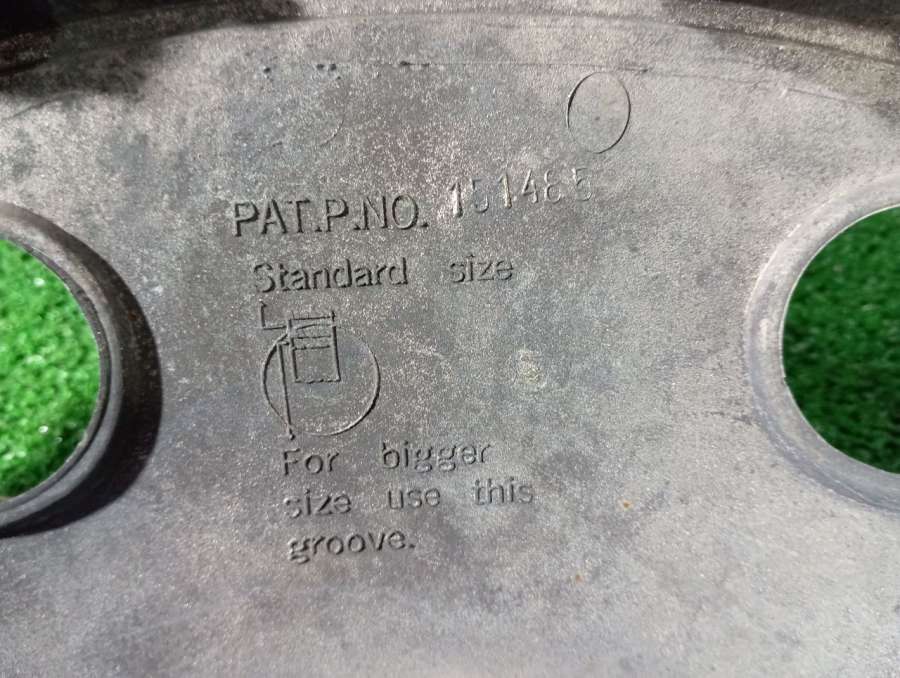 PAT.P.NO. 151485
Standard size
For bigger
size use this
groove.